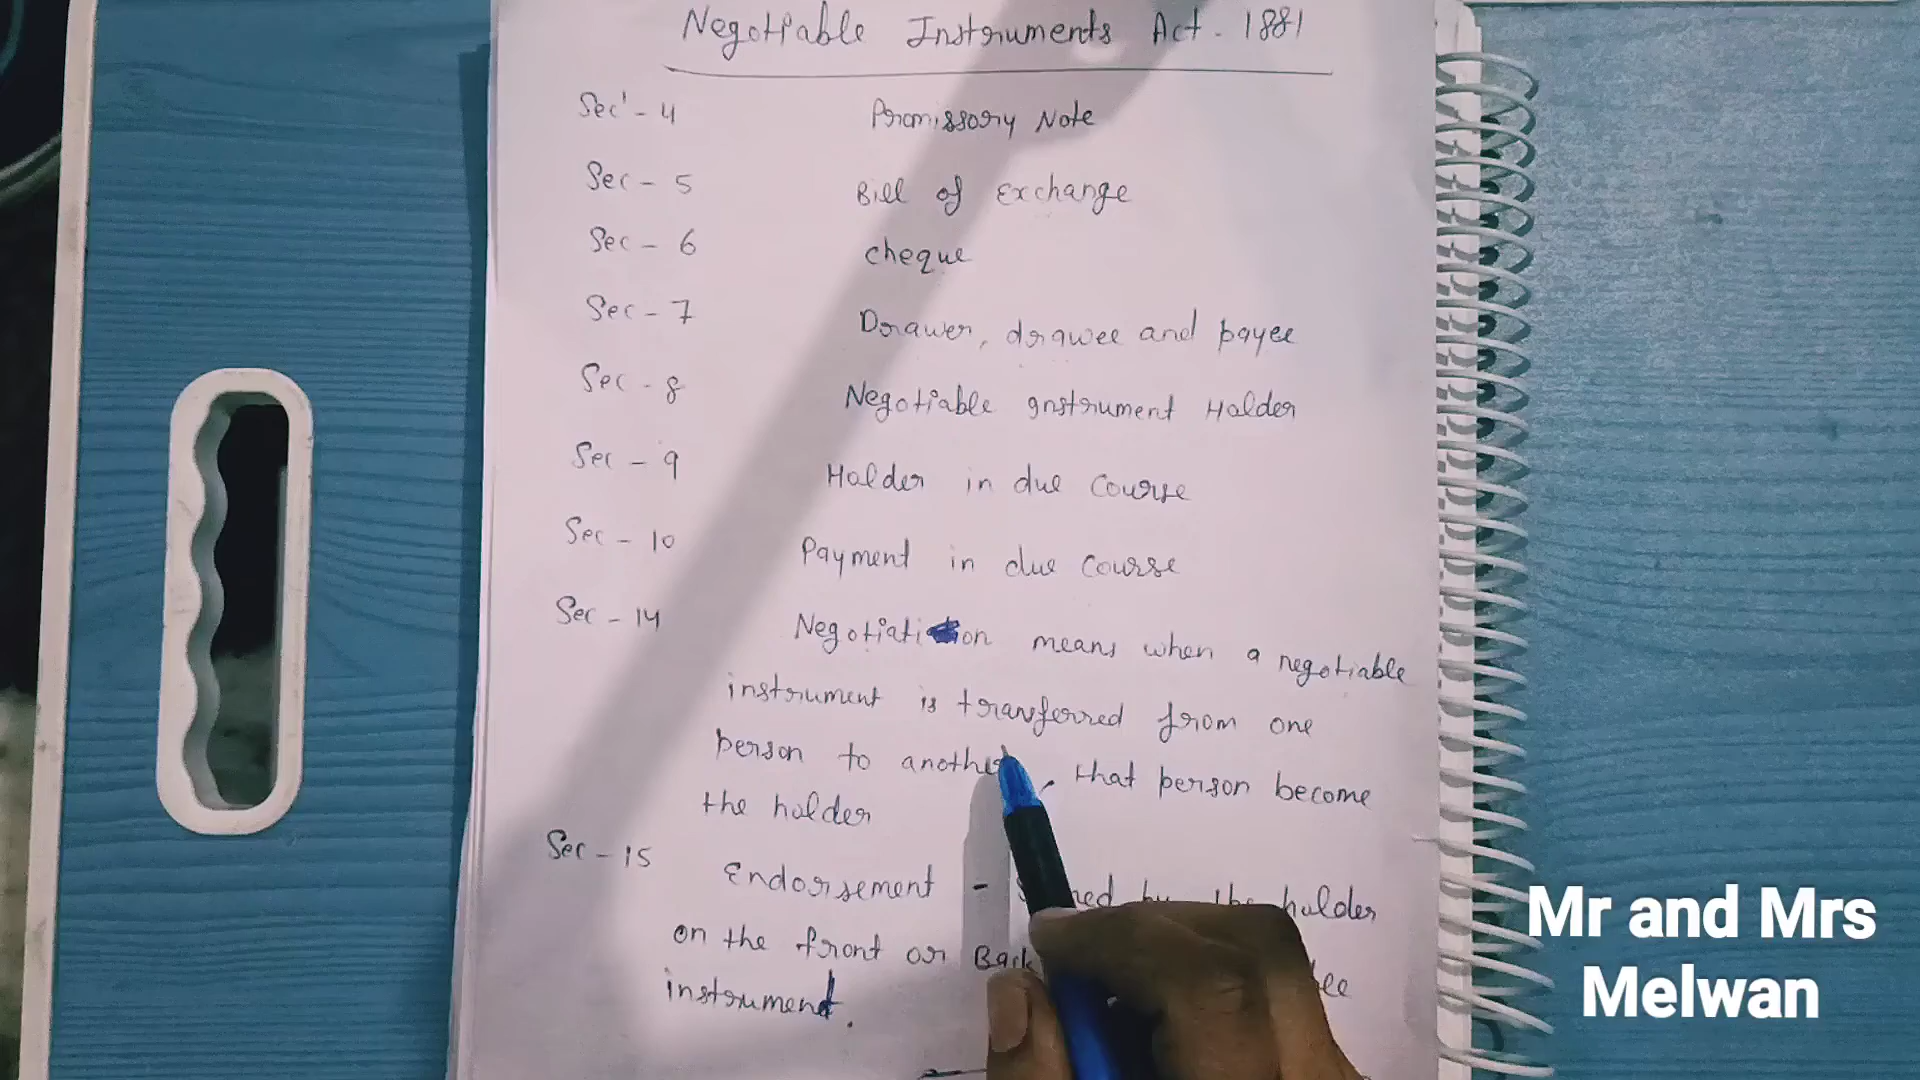 Negotiable Instruments Act - 1881
Sec - 4 Promissory Note
Sec - 5 Bill of Exchange
Sec - 6 cheque
Sec - 7 Drawer, drawee and payee
Sec - 8 Negotiable Instrument Holder
Sec - 9 Holder in due course
Sec - 10 Payment in due course
Sec - 14 Negotiation means when a negotiable
instrument is transferred from one
person to another, that person become
the holder
Sec - 15 Endorsement - by the holder
on the front or Back
instrument.
Mr and Mrs
Melwan